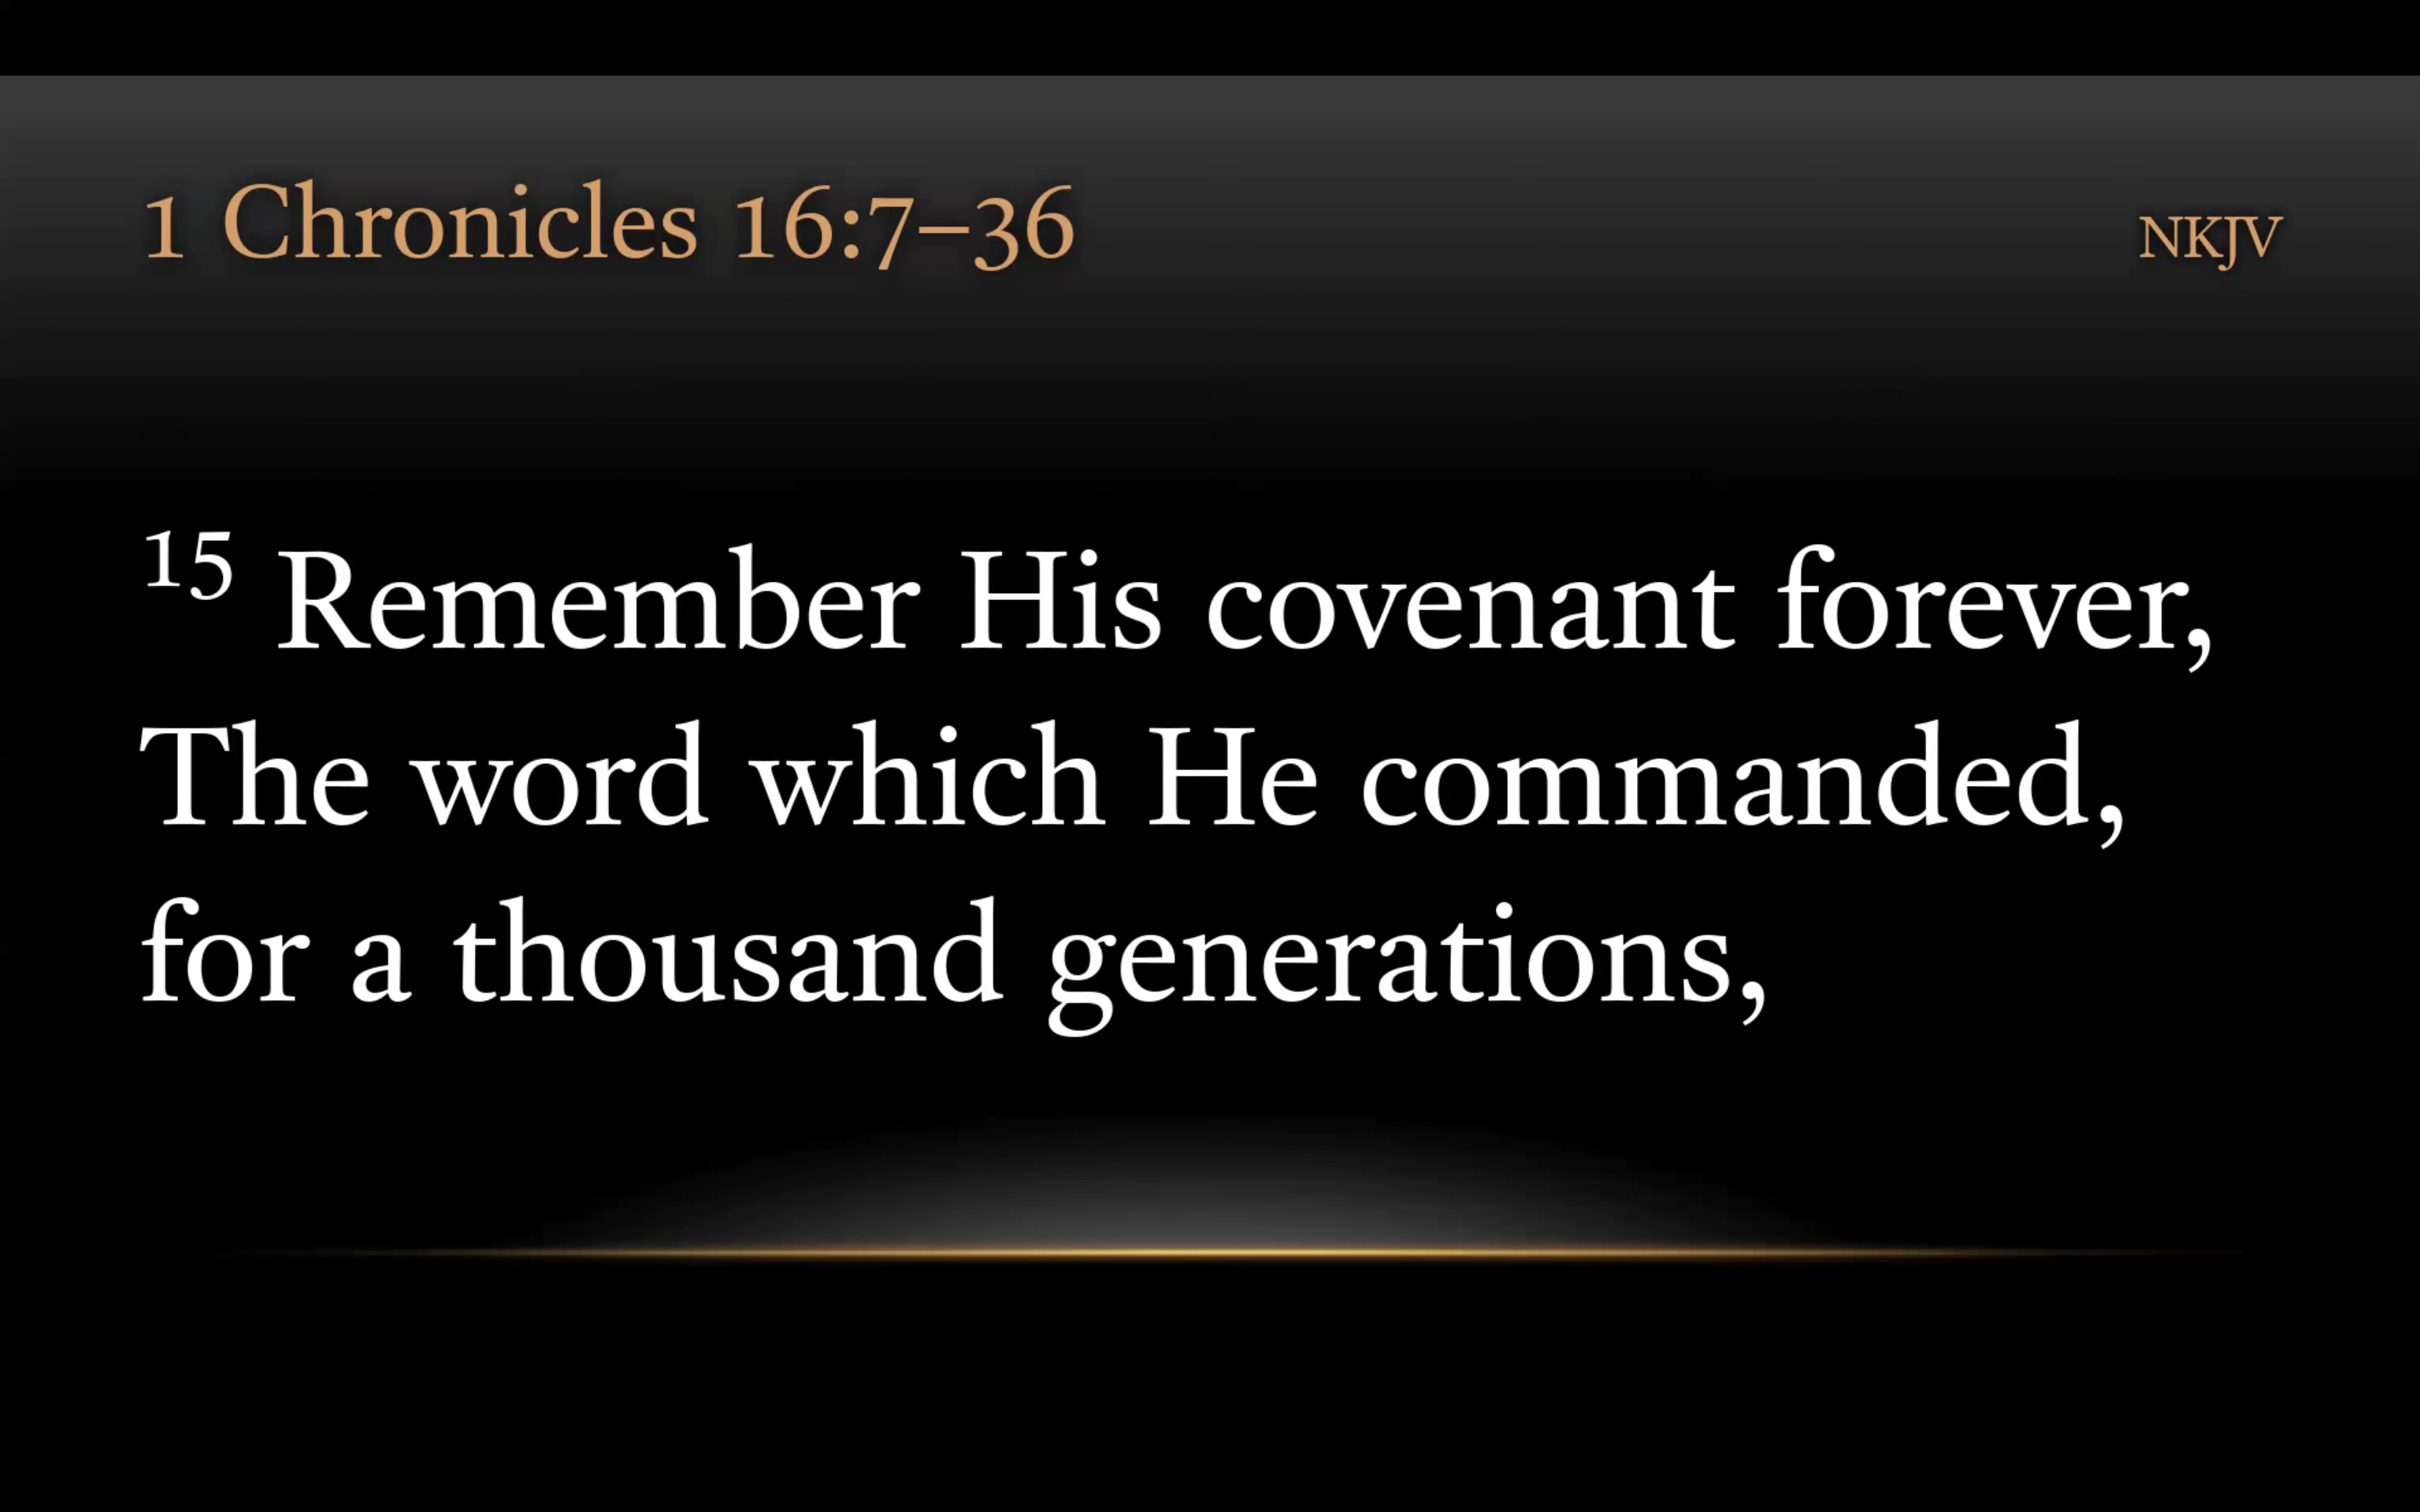 1 Chronicles 16:7–36
NKJV
15 Remember His covenant forever,
The word which He commanded,
for a thousand generations,